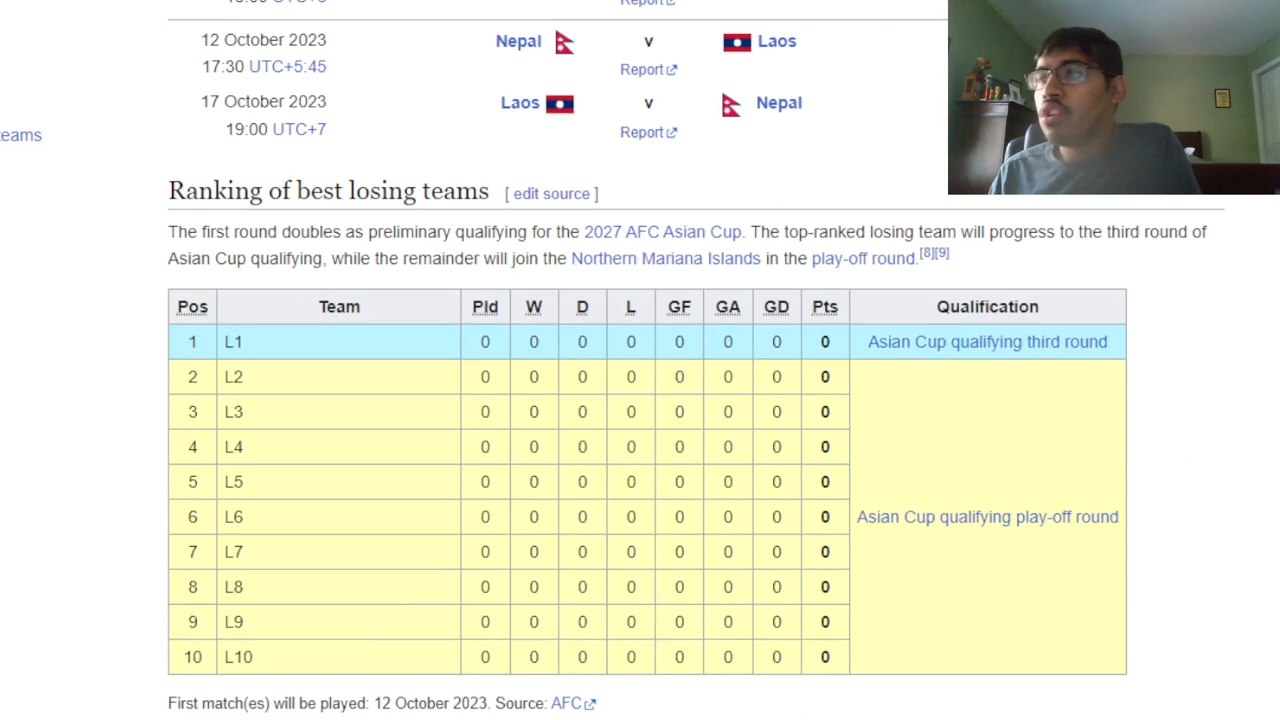 12 October 2023 Nepal v Laos
17:30 UTC+5:45 Report
17 October 2023 Laos v Nepal
19:00 UTC+7 Report
eams
Ranking of best losing teams [ edit source ]
The first round doubles as preliminary qualifying for the 2027 AFC Asian Cup. The top-ranked losing team will progress to the third round of
Asian Cup qualifying, while the remainder will join the Northern Mariana Islands in the play-off round.[8][9]
Pos Team Pld W D L GF GA GD Pts Qualification
1 L1 0 0 0 0 0 0 0 0 Asian Cup qualifying third round
2 L2 0 0 0 0 0 0 0 0
3 L3 0 0 0 0 0 0 0 0
4 L4 0 0 0 0 0 0 0 0
5 L5 0 0 0 0 0 0 0 0
6 L6 0 0 0 0 0 0 0 0 Asian Cup qualifying play-off round
7 L7 0 0 0 0 0 0 0 0
8 L8 0 0 0 0 0 0 0 0
9 L9 0 0 0 0 0 0 0 0
10 L10 0 0 0 0 0 0 0 0
First match(es) will be played: 12 October 2023. Source: AFC